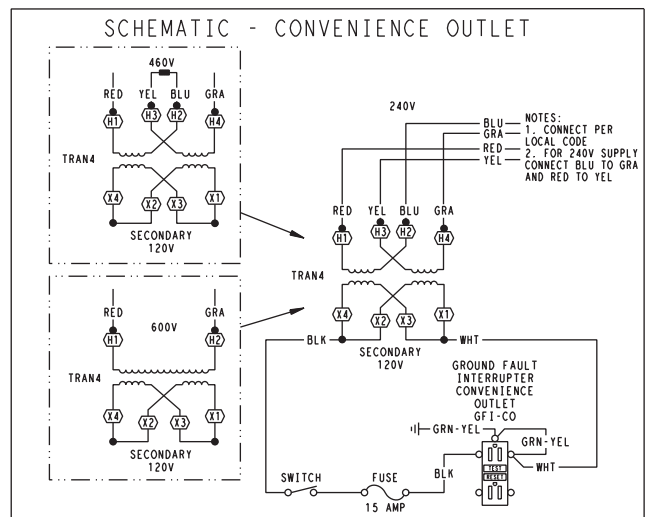 SCHEMATIC - CONVENIENCE OUTLET
460V
RED YEL BLU GRA
H1 H3 H2 H4
TRAN4
X4 X2 X3 X1
SECONDARY
120V
RED GRA
600V
H1 H2
TRAN4
X4 X2 X3 X1
SECONDARY
120V
240V
BLU
GRA
RED
YEL
NOTES:
1. CONNECT PER
LOCAL CODE
2. FOR 240V SUPPLY
CONNECT BLU TO GRA
AND RED TO YEL
RED YEL BLU GRA
H1 H3 H2 H4
TRAN4
X4 X2 X3 X1
BLK
WHT
SECONDARY
120V
GROUND FAULT
INTERRUPTER
CONVENIENCE
OUTLET
GFI-CO
GRN-YEL
GRN-YEL
WHT
BLK
TEST
RESET
SWITCH
FUSE
15 AMP